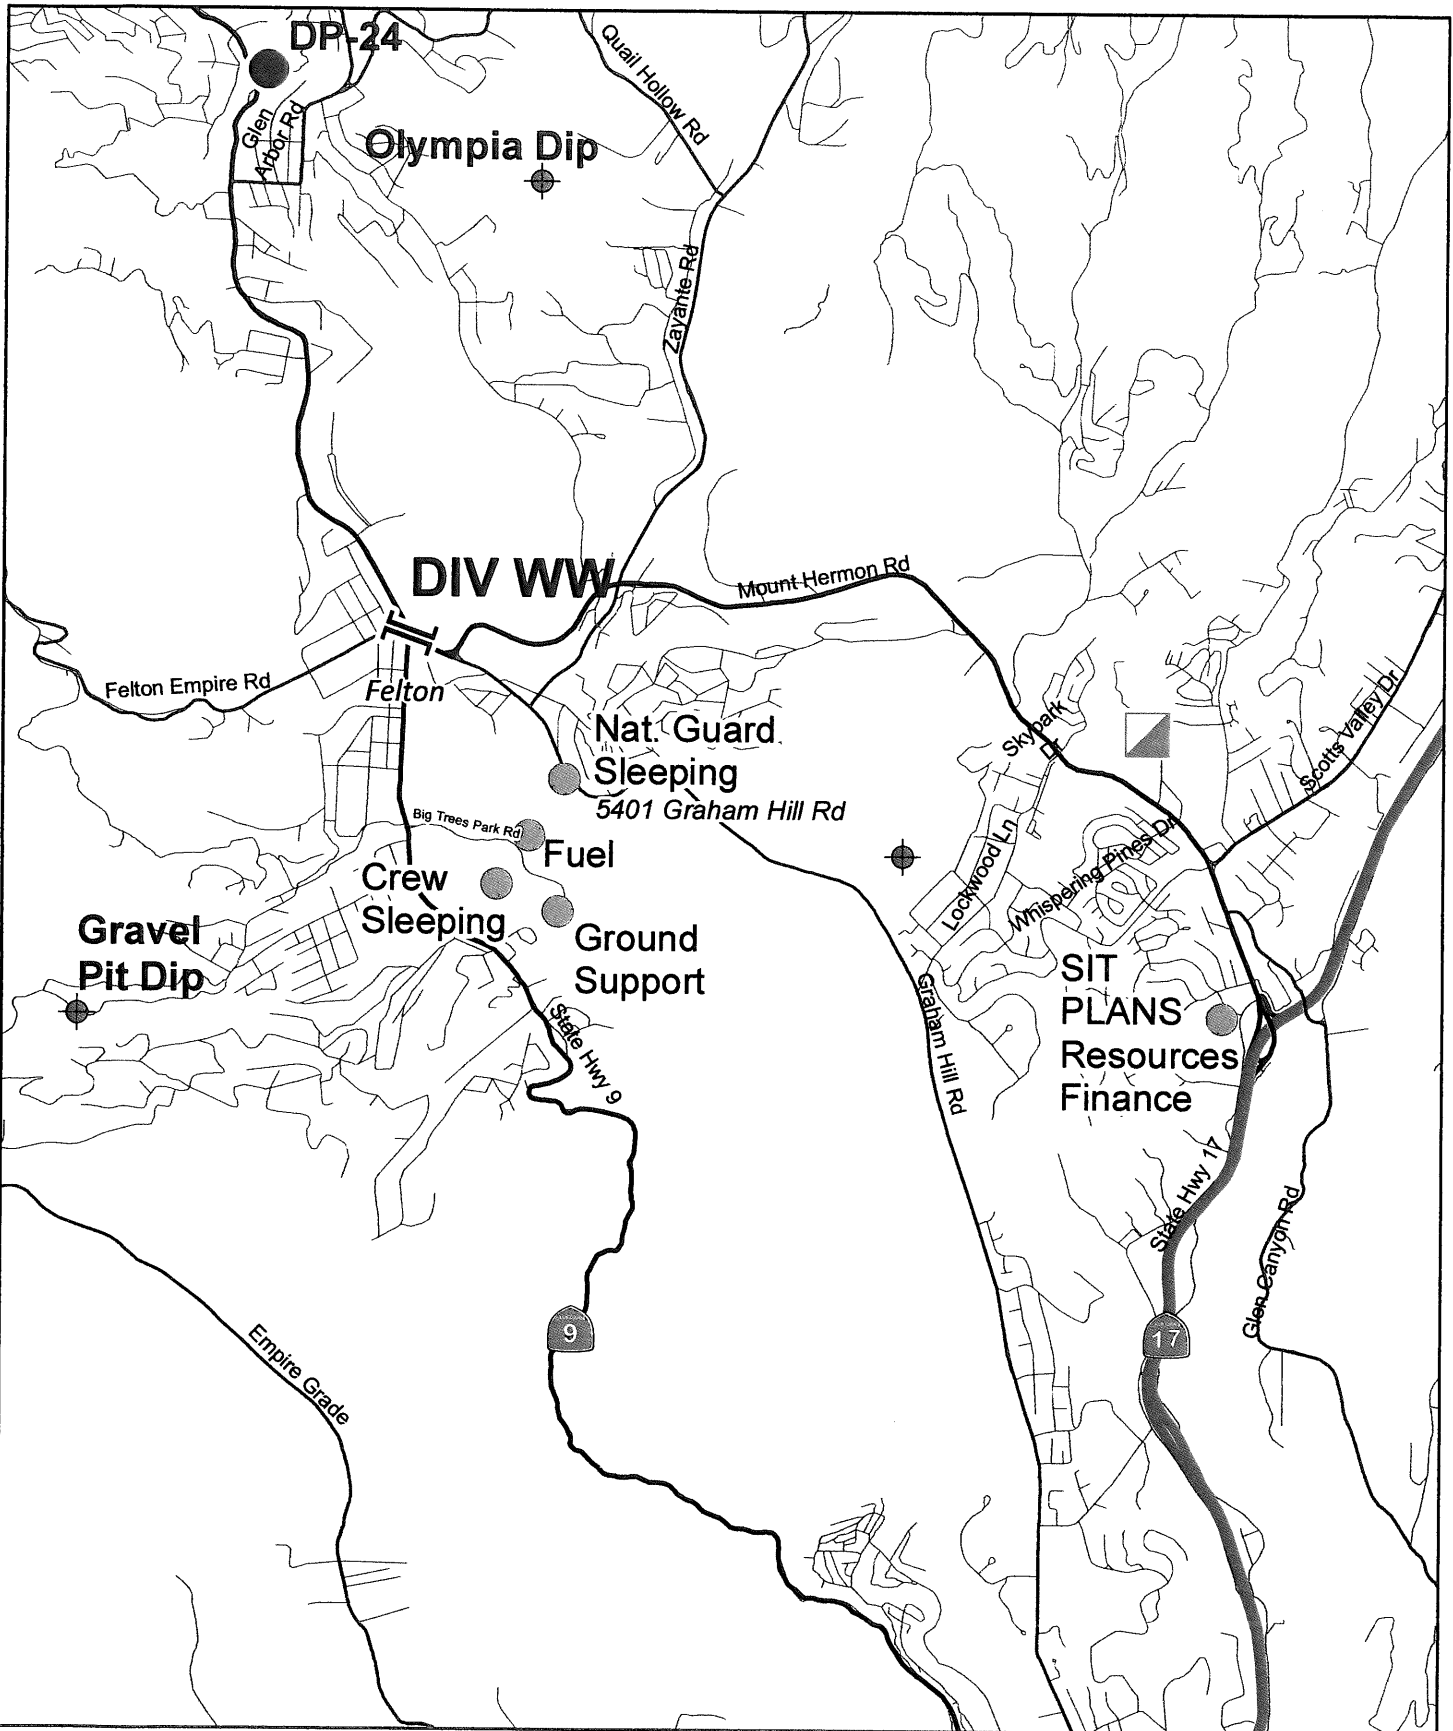 DP-24
Quail Hollow Rd
Glen
Arbor Rd
Olympia Dip
Zayante Rd
DIV WW
Mount Hermon Rd
Felton Empire Rd
Felton
Nat. Guard
Sleeping
5401 Graham Hill Rd
Skypark
Dr
Scotts Valley Dr
Big Trees Park Rd
Fuel
Crew
Sleeping
Lockwood Ln
Whispering Pines Dr
Gravel
Pit Dip
Ground
Support
SIT
PLANS
Resources
Finance
State Hwy 9
Graham Hill Rd
State Hwy 17
Glen Canyon Rd
9
17
Empire Grade